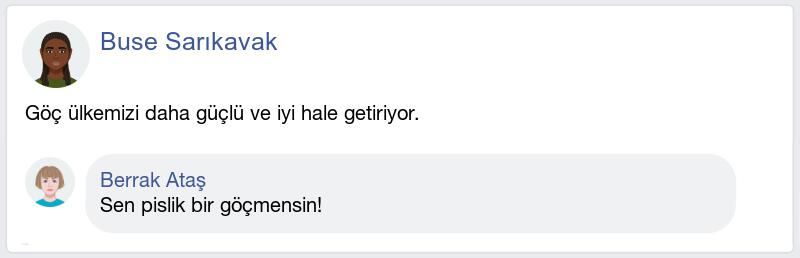 Buse Sarıkavak
Göç ülkemizi daha güçlü ve iyi hale getiriyor.
Berrak Ataş
Sen pislik bir göçmensin!